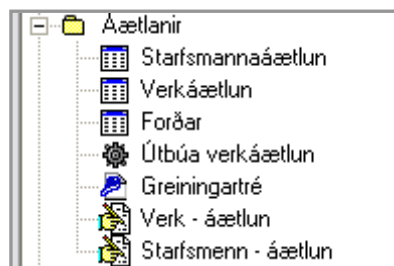 Áætlanir
Starfsmannaáætlun
Verkáætlun
Forðar
Útbúa verkáætlun
Greiningartré
Verk - áætlun
Starfsmenn - áætlun